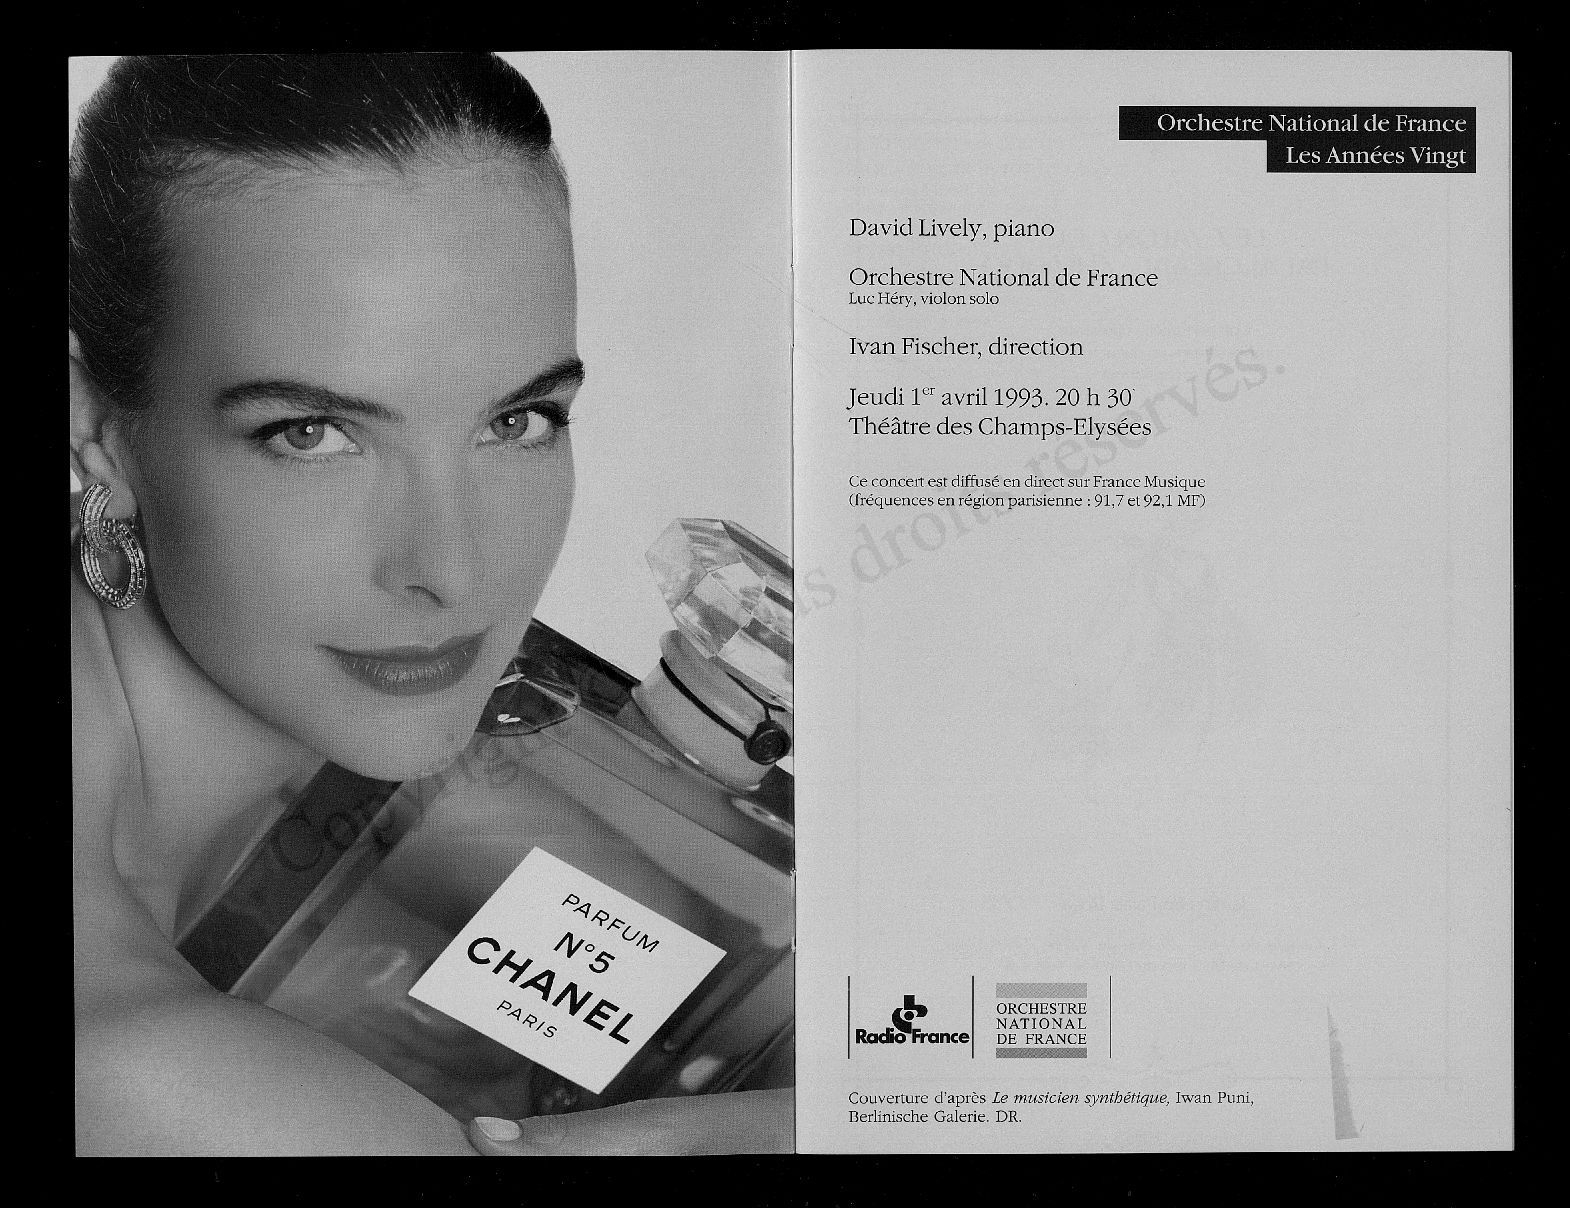 PARFUM
N°5
CHANEL
PARIS
Orchestre National de France
Les Années Vingt
David Lively, piano
Orchestre National de France
Luc Héry, violon solo
Ivan Fischer, direction
Jeudi 1er avril 1993. 20 h 30
Théâtre des Champs-Elysées
Ce concert est diffusé en direct sur France Musique
(fréquences en région parisienne : 91,7 et 92,1 MF)
Radio France
ORCHESTRE
NATIONAL
DE FRANCE
Couverture d'après Le musicien synthétique, Iwan Puni,
Berlinische Galerie. DR.
droits réservés.